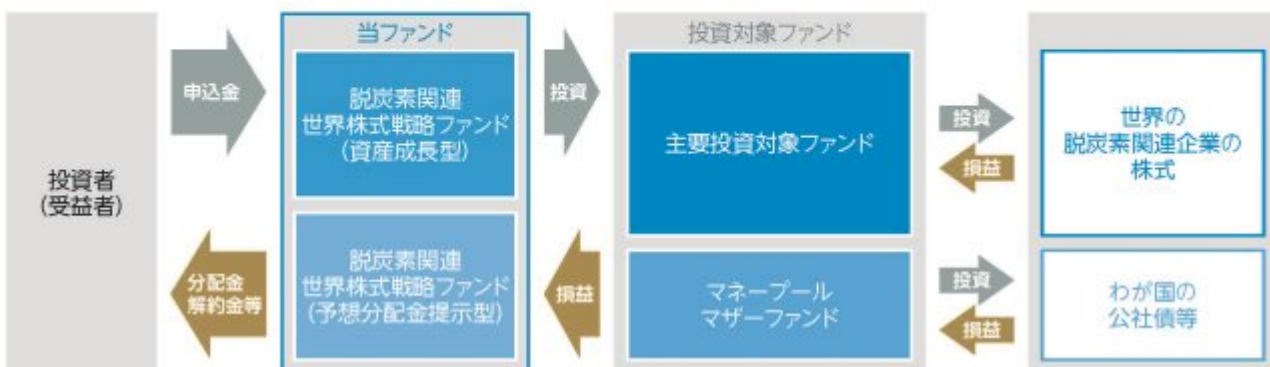 投資者
(受益者)
申込金
分配金
解約金等
当ファンド
脱炭素関連
世界株式戦略ファンド
(資産成長型)
脱炭素関連
世界株式戦略ファンド
(予想分配金提示型)
投資
損益
投資対象ファンド
主要投資対象ファンド
マネープール
マザーファンド
投資
損益
投資
損益
世界の
脱炭素関連企業の
株式
わが国の
公社債等